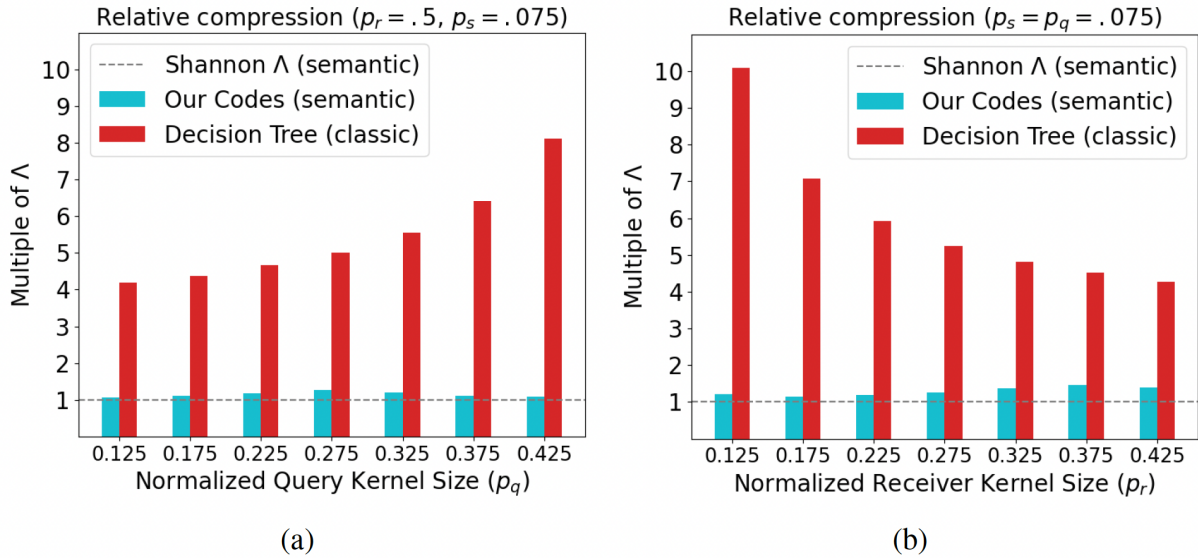 Relative compression (p_r = .5, p_s = .075)
Shannon Λ (semantic)
Our Codes (semantic)
Decision Tree (classic)
Multiple of Λ
10
9
8
7
6
5
4
3
2
1
0.125 0.175 0.225 0.275 0.325 0.375 0.425
Normalized Query Kernel Size (p_q)
(a)
Relative compression (p_s = p_q = .075)
Shannon Λ (semantic)
Our Codes (semantic)
Decision Tree (classic)
Multiple of Λ
10
9
8
7
6
5
4
3
2
1
0.125 0.175 0.225 0.275 0.325 0.375 0.425
Normalized Receiver Kernel Size (p_r)
(b)